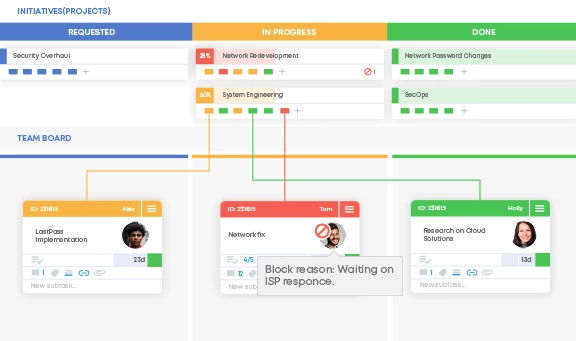 INITIATIVES(PROJECTS)
REQUESTED
IN PROGRESS
DONE
Security Overhaul
28% Network Redevelopment
1
Network Password Changes
60% System Engineering
SecOps
TEAM BOARD
ID: 231615 Alex
LastPass
Implementation
23d
1
New subtask..
ID: 231615 Tom
Network fix
4/5
12
New sub
Block reason: Waiting on
ISP responce.
ID: 231615 Holly
Research on Cloud
Solutions
13d
1
New subtask..